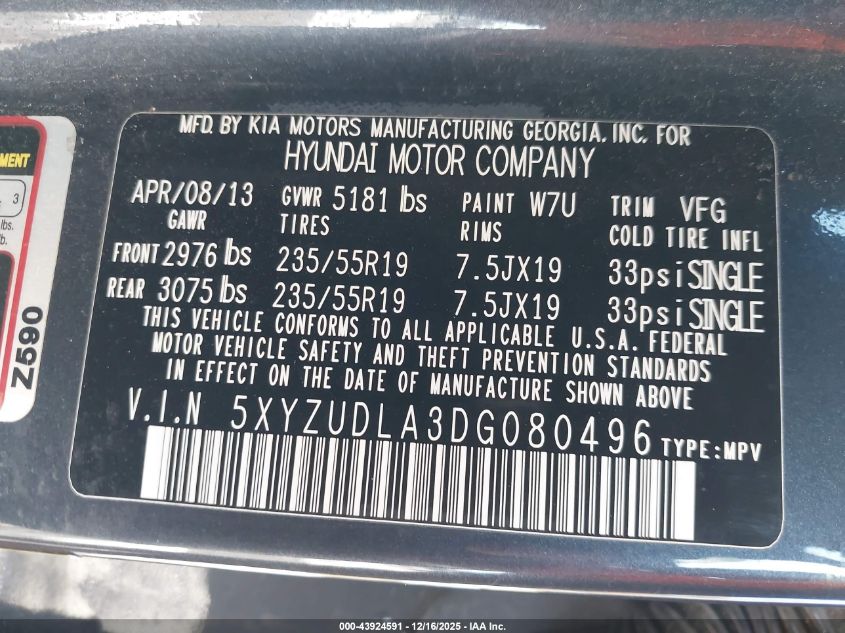 MFD. BY KIA MOTORS MANUFACTURING GEORGIA, INC. FOR
HYUNDAI MOTOR COMPANY
APR/08/13 GVWR 5181 lbs PAINT W7U TRIM VFG
GAWR TIRES RIMS COLD TIRE INFL
FRONT 2976 lbs 235/55R19 7.5JX19 33psi SINGLE
REAR 3075 lbs 235/55R19 7.5JX19 33psi SINGLE
THIS VEHICLE CONFORMS TO ALL APPLICABLE U.S.A. FEDERAL
MOTOR VEHICLE SAFETY AND THEFT PREVENTION STANDARDS
IN EFFECT ON THE DATE OF MANUFACTURE SHOWN ABOVE
V.I.N 5XYZUDLA3DG080496 TYPE:MPV
3
lbs.
Z590
000-43924591 - 12/16/2025 - IAA Inc.